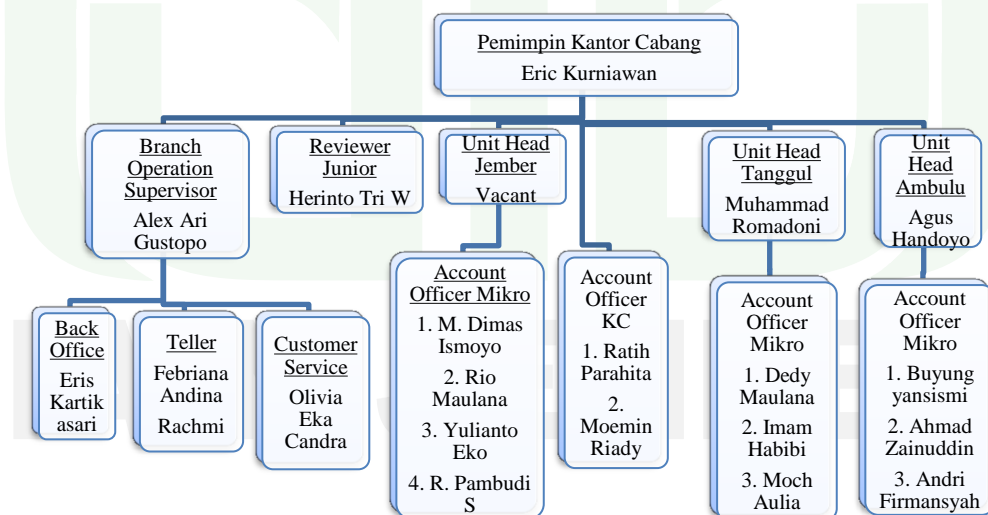 Pemimpin Kantor Cabang
Eric Kurniawan
Branch
Operation
Supervisor
Alex Ari
Gustopo
Reviewer
Junior
Herinto Tri W
Unit Head
Jember
Vacant
Unit Head
Tanggul
Muhammad
Romadoni
Unit
Head
Ambulu
Agus
Handoyo
Back
Office
Eris
Kartik
asari
Teller
Febriana
Andina
Rachmi
Customer
Service
Olivia
Eka
Candra
Account
Officer Mikro
1. M. Dimas
Ismoyo
2. Rio
Maulana
3. Yulianto
Eko
4. R. Pambudi
S
Account
Officer
KC
1. Ratih
Parahita
2.
Moemin
Riady
Account
Officer
Mikro
1. Dedy
Maulana
2. Imam
Habibi
3. Moch
Aulia
Account
Officer
Mikro
1. Buyung
yansismi
2. Ahmad
Zainuddin
3. Andri
Firmansyah